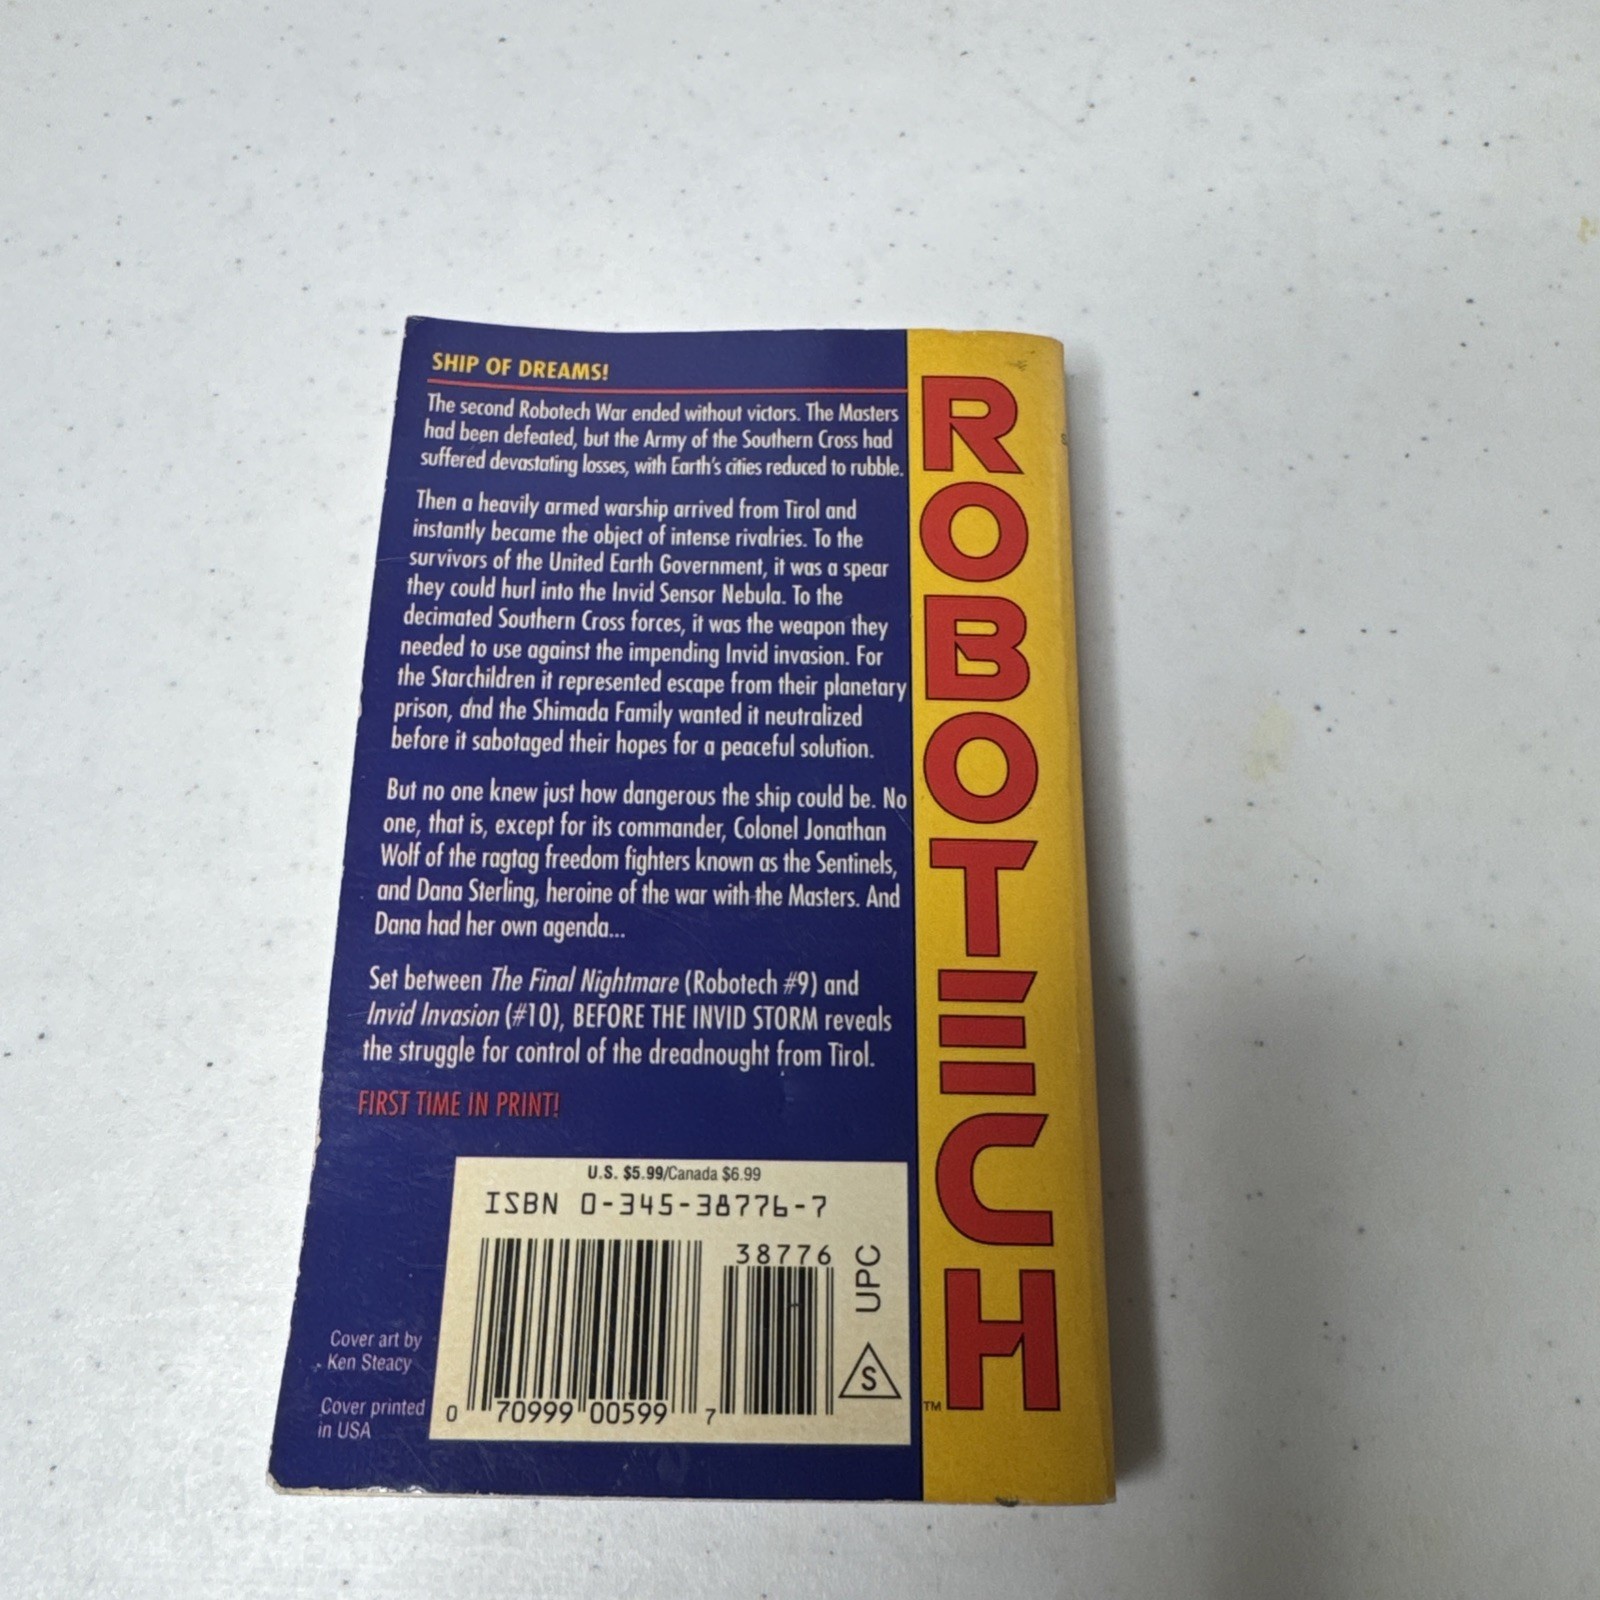 SHIP OF DREAMS!
The second Robotech War ended without victors. The Masters
had been defeated, but the Army of the Southern Cross had
suffered devastating losses, with Earth's cities reduced to rubble.
Then a heavily armed warship arrived from Tirol and
instantly became the object of intense rivalries. To the
survivors of the United Earth Government, it was a spear
they could hurl into the Invid Sensor Nebula. To the
decimated Southern Cross forces, it was the weapon they
needed to use against the impending Invid invasion. For
the Starchildren it represented escape from their planetary
prison, and the Shimada Family wanted it neutralized
before it sabotaged their hopes for a peaceful solution.
But no one knew just how dangerous the ship could be. No
one, that is, except for its commander, Colonel Jonathan
Wolf of the ragtag freedom fighters known as the Sentinels,
and Dana Sterling, heroine of the war with the Masters. And
Dana had her own agenda...
Set between The Final Nightmare (Robotech #9) and
Invid Invasion (#10), BEFORE THE INVID STORM reveals
the struggle for control of the dreadnought from Tirol.
FIRST TIME IN PRINT!
U.S. $5.99/Canada $6.99
ISBN 0-345-38776-7
38776
UPC
S
0 70999 00599 7
Cover art by
Ken Steacy
Cover printed
in USA
ROBOTECH
TM